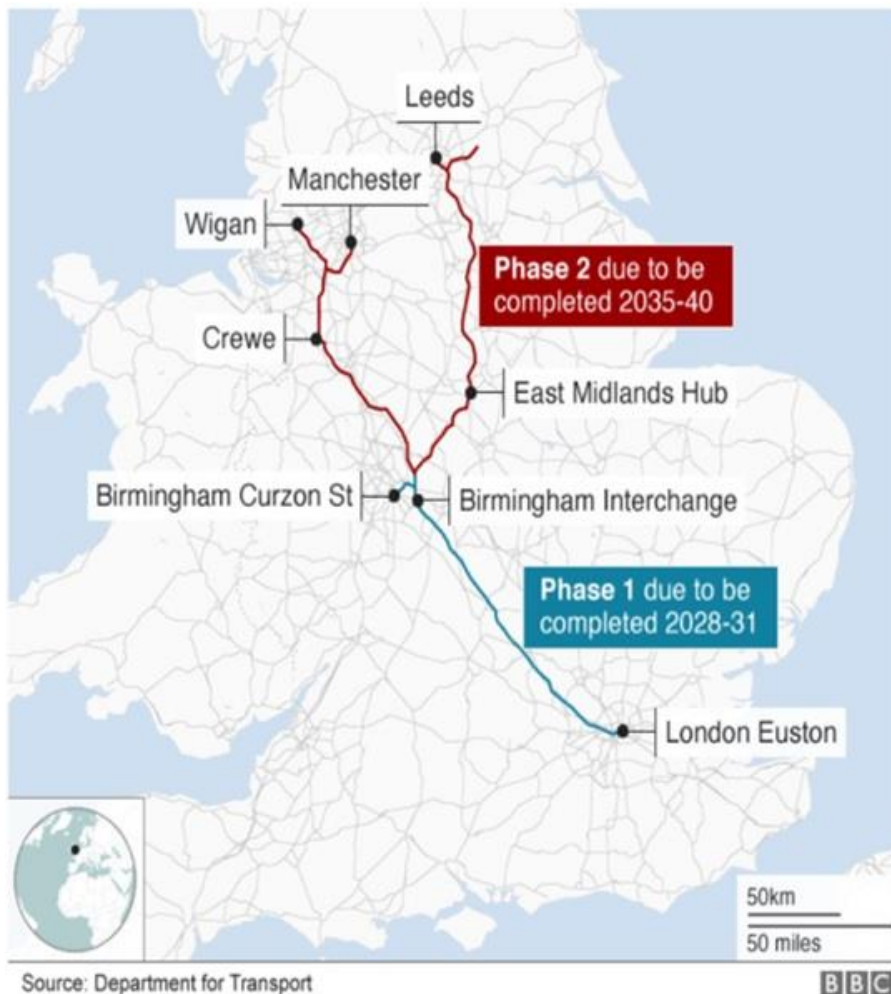 Leeds
Manchester
Wigan
Phase 2 due to be
completed 2035-40
Crewe
East Midlands Hub
Birmingham Curzon St
Birmingham Interchange
Phase 1 due to be
completed 2028-31
London Euston
50km
50 miles
Source: Department for Transport
BBC